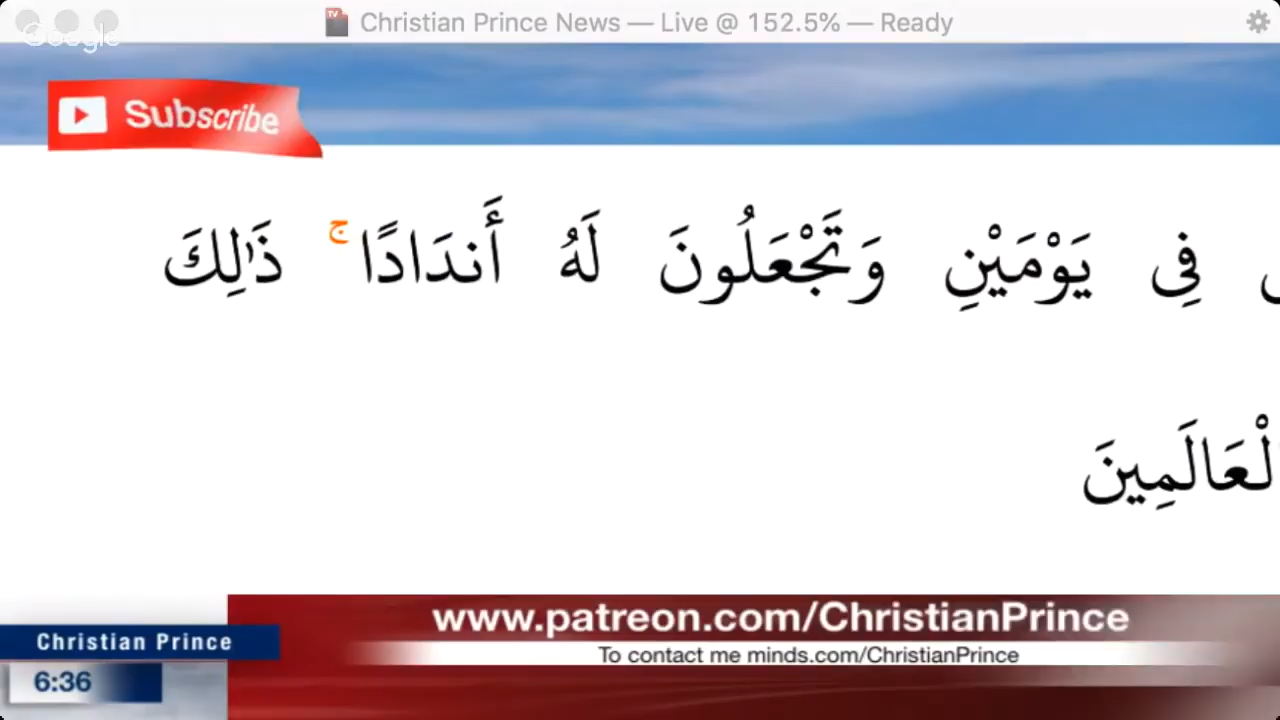 Christian Prince News — Live @ 152.5% — Ready
Google
Subscribe
فِى يَوْمَيْنِ وَتَجْعَلُونَ لَهُۥ أَندَادًا ۚ ذَٰلِكَ
الْعَالَمِينَ
www.patreon.com/ChristianPrince
To contact me minds.com/ChristianPrince
Christian Prince
6:36